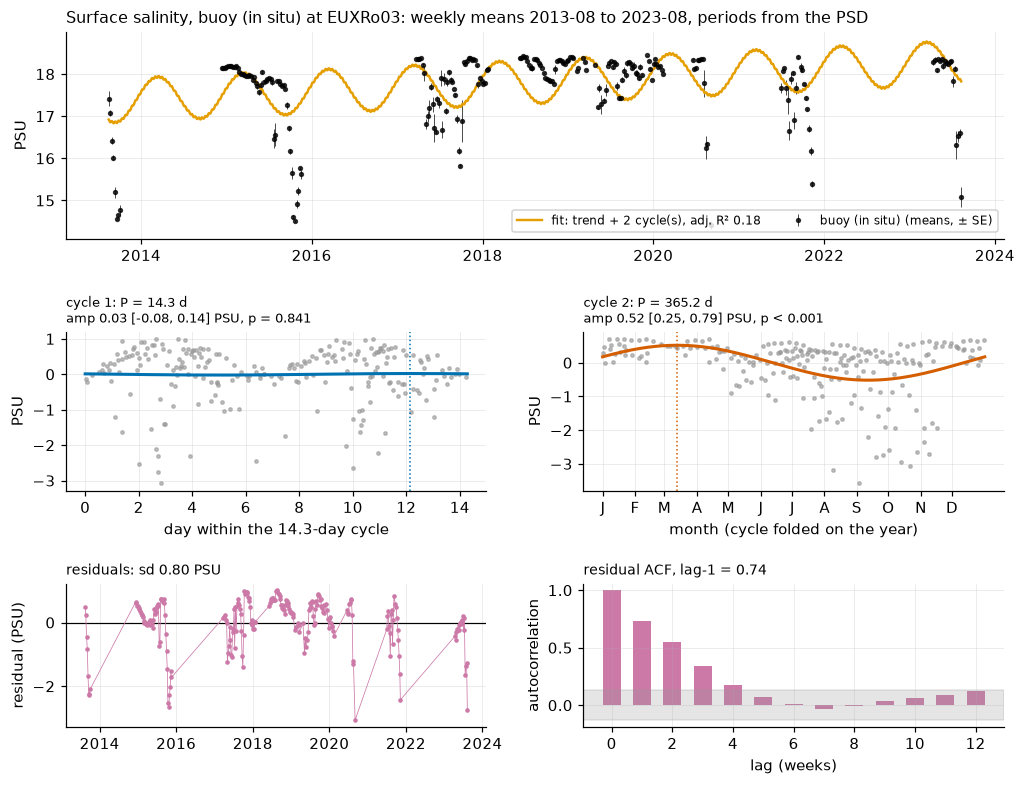 Surface salinity, buoy (in situ) at EUXRo03: weekly means 2013-08 to 2023-08, periods from the PSD
18
17
16
15
PSU
fit: trend + 2 cycle(s), adj. R² 0.18
buoy (in situ) (means, ± SE)
2014 2016 2018 2020 2022 2024
cycle 1: P = 14.3 d
amp 0.03 [-0.08, 0.14] PSU, p = 0.841
1
0
−1
−2
−3
PSU
0 2 4 6 8 10 12 14
day within the 14.3-day cycle
cycle 2: P = 365.2 d
amp 0.52 [0.25, 0.79] PSU, p < 0.001
0
−1
−2
−3
PSU
J F M A M J J A S O N D
month (cycle folded on the year)
residuals: sd 0.80 PSU
0
−2
residual (PSU)
2014 2016 2018 2020 2022 2024
residual ACF, lag-1 = 0.74
1.0
0.5
0.0
autocorrelation
0 2 4 6 8 10 12
lag (weeks)